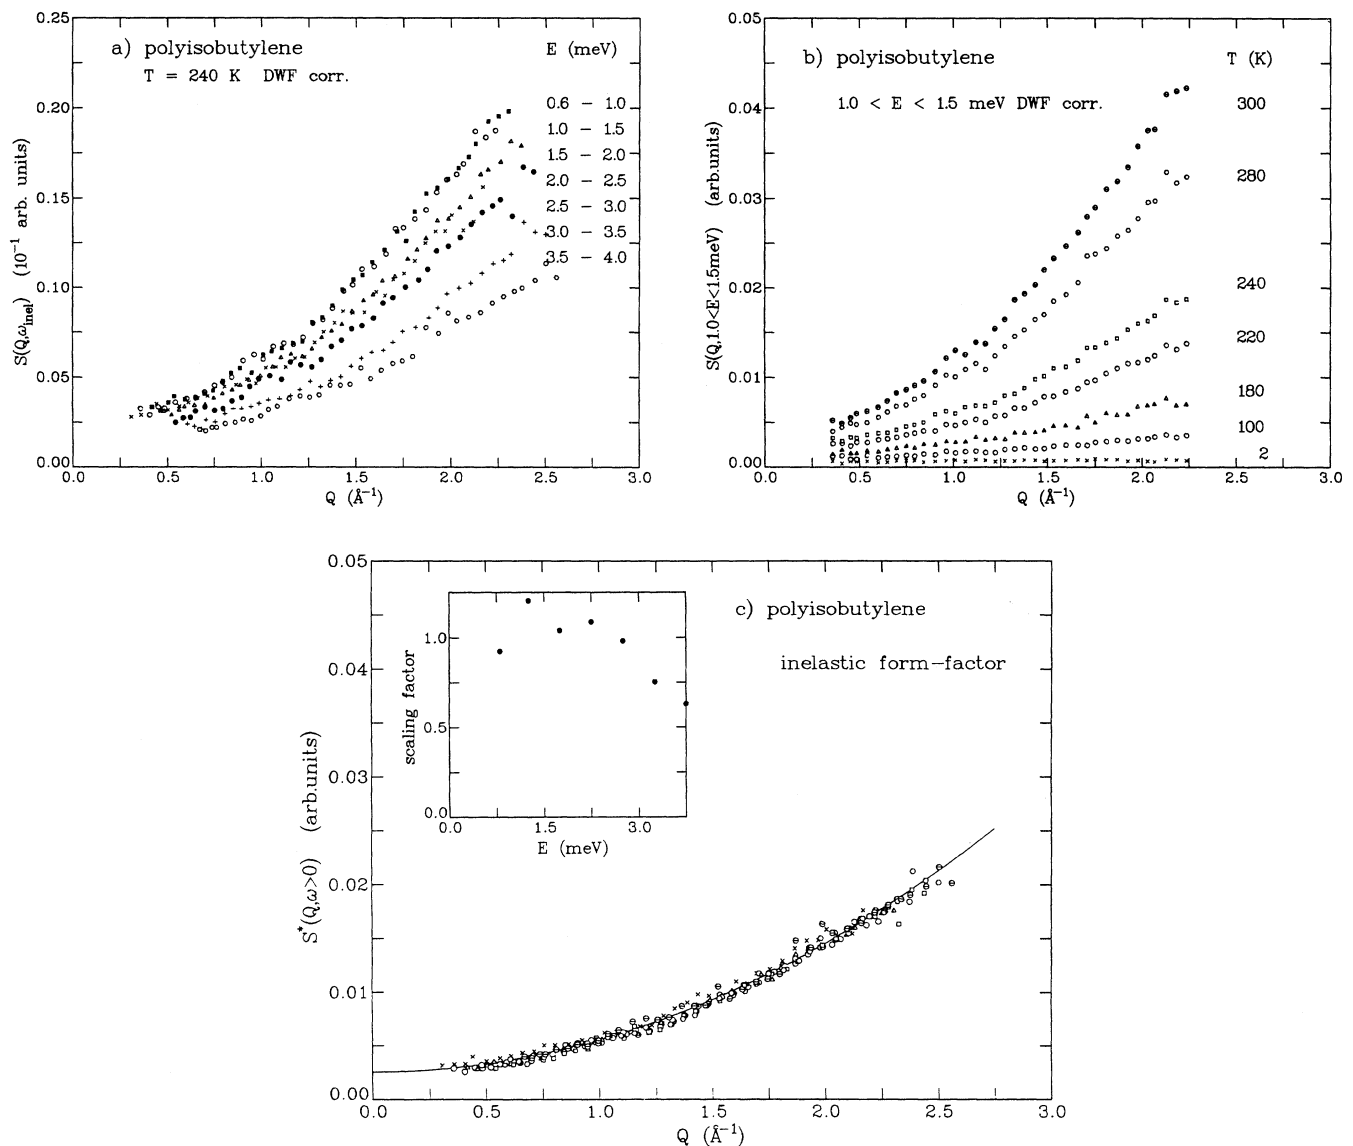 a) polyisobutylene
T = 240 K DWF corr.
E (meV)
0.6 – 1.0
1.0 – 1.5
1.5 – 2.0
2.0 – 2.5
2.5 – 3.0
3.0 – 3.5
3.5 – 4.0
S(Q,ω_inel) (10⁻¹ arb. units)
0.25
0.20
0.15
0.10
0.05
0.00
0.0 0.5 1.0 1.5 2.0 2.5 3.0
Q (Å⁻¹)
b) polyisobutylene
1.0 < E < 1.5 meV DWF corr.
T (K)
300
280
240
220
180
100
2
S(Q,1.0<E<1.5meV) (arb.units)
0.05
0.04
0.03
0.02
0.01
0.00
0.0 0.5 1.0 1.5 2.0 2.5 3.0
Q (Å⁻¹)
c) polyisobutylene
inelastic form–factor
scaling factor
1.0
0.5
0.0
0.0 1.5 3.0
E (meV)
S*(Q,ω>0) (arb.units)
0.05
0.04
0.03
0.02
0.01
0.00
0.0 0.5 1.0 1.5 2.0 2.5 3.0
Q (Å⁻¹)